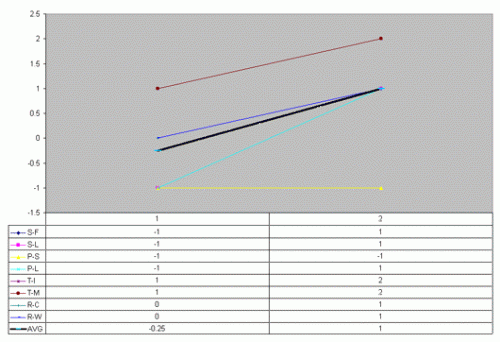 2.5
2
1.5
1
0.5
0
-0.5
-1
-1.5
1 2
S-F -1 1
S-L -1 1
P-S -1 -1
P-L -1 1
T-I 1 2
T-M 1 2
R-C 0 1
R-W 0 1
AVG -0.25 1